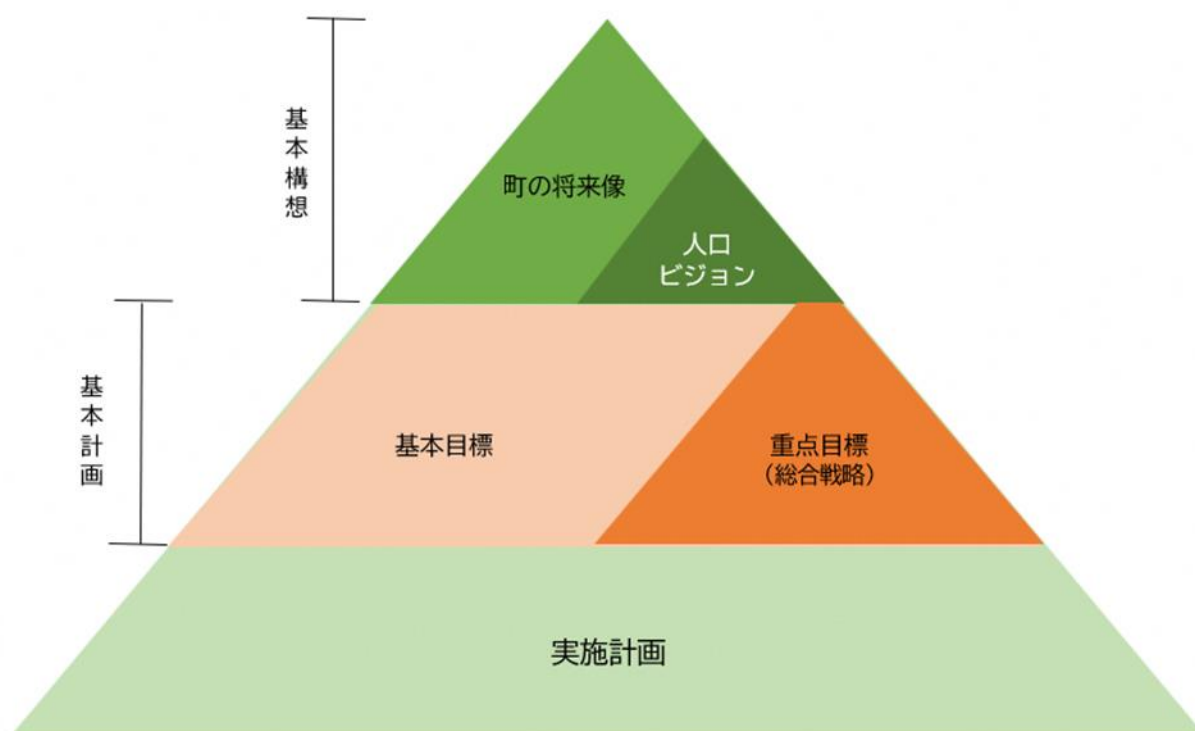 基本構想
町の将来像
人口
ビジョン
基本計画
基本目標
重点目標
（総合戦略）
実施計画